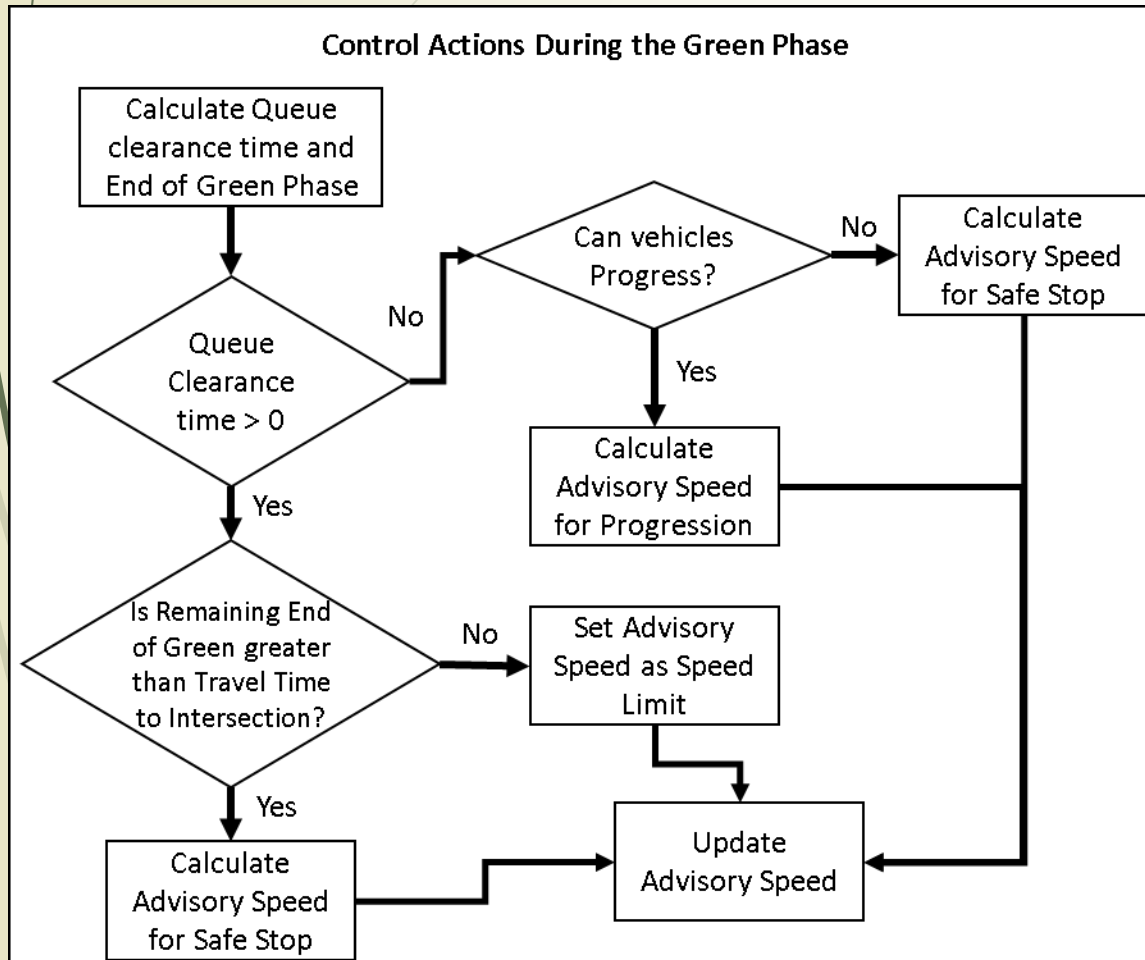 Control Actions During the Green Phase
Calculate Queue
clearance time and
End of Green Phase
Queue
Clearance
time > 0
No
Can vehicles
Progress?
No
Calculate
Advisory Speed
for Safe Stop
Yes
Calculate
Advisory Speed
for Progression
Yes
Is Remaining End
of Green greater
than Travel Time
to Intersection?
No
Set Advisory
Speed as Speed
Limit
Yes
Calculate
Advisory Speed
for Safe Stop
Update
Advisory Speed